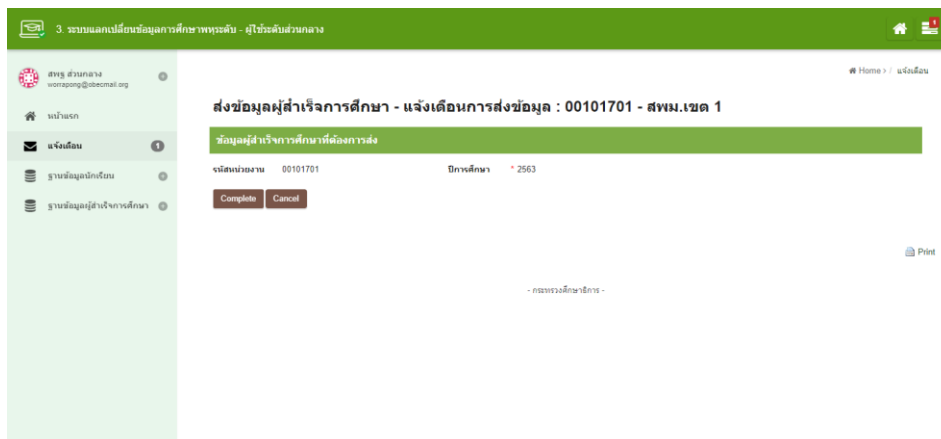 3. ระบบแลกเปลี่ยนข้อมูลการศึกษาพหุระดับ - ผู้ใช้ระดับส่วนกลาง
1
สพฐ ส่วนกลาง
worrapong@obecmail.org
Home > / แจ้งเตือน
หน้าแรก
แจ้งเตือน 1
ฐานข้อมูลนักเรียน
ฐานข้อมูลผู้สำเร็จการศึกษา
ส่งข้อมูลผู้สำเร็จการศึกษา - แจ้งเตือนการส่งข้อมูล : 00101701 - สพม.เขต 1
ข้อมูลผู้สำเร็จการศึกษาที่ต้องการส่ง
รหัสหน่วยงาน 00101701 ปีการศึกษา * 2563
Complete Cancel
Print
- กระทรวงศึกษาธิการ -